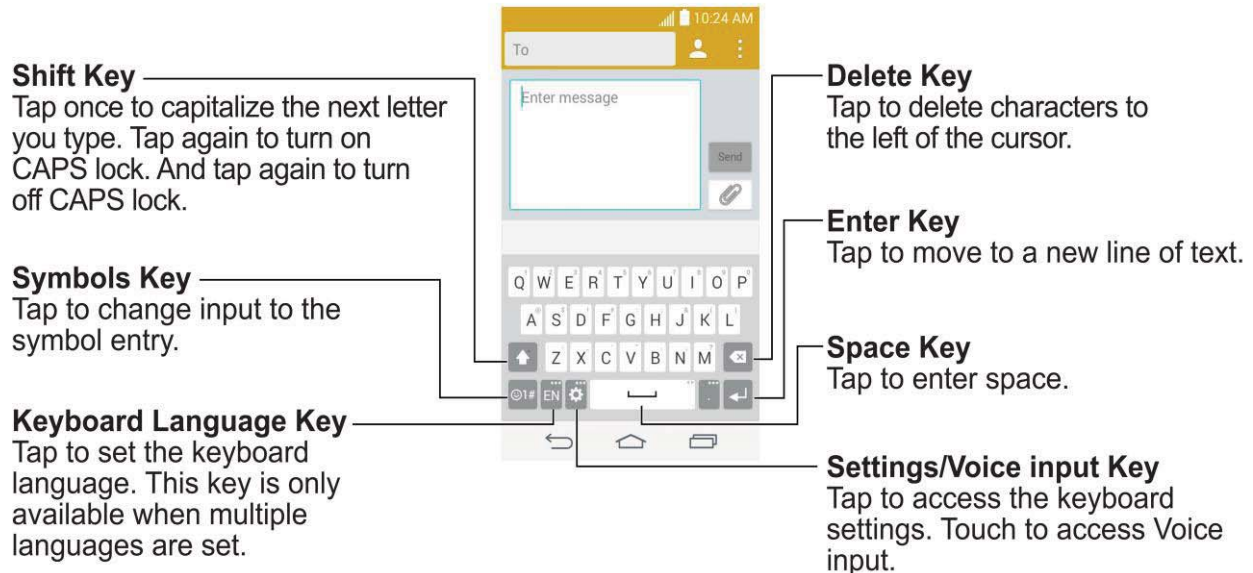 10:24 AM
To
Enter message
Send
Shift Key
Tap once to capitalize the next letter
you type. Tap again to turn on
CAPS lock. And tap again to turn
off CAPS lock.
Symbols Key
Tap to change input to the
symbol entry.
Keyboard Language Key
Tap to set the keyboard
language. This key is only
available when multiple
languages are set.
Q W E R T Y U I O P
A S D F G H J K L
Z X C V B N M
☺1# EN .
Delete Key
Tap to delete characters to
the left of the cursor.
Enter Key
Tap to move to a new line of text.
Space Key
Tap to enter space.
Settings/Voice input Key
Tap to access the keyboard
settings. Touch to access Voice
input.